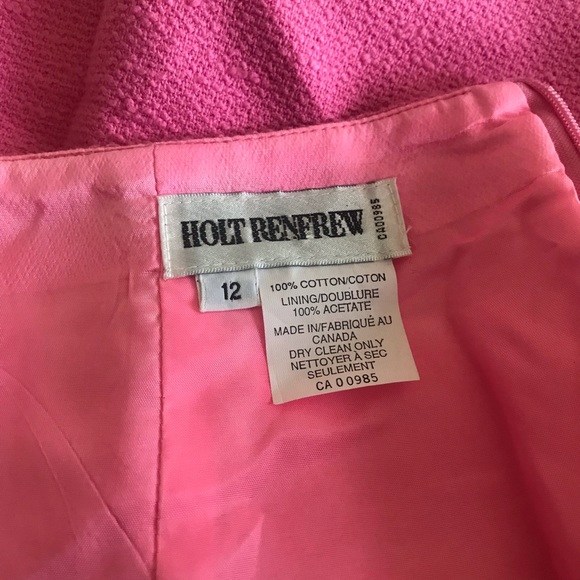 HOLT RENFREW
CA00985
12
100% COTTON/COTON
LINING/DOUBLURE
100% ACETATE
MADE IN/FABRIQUÈ AU
CANADA
DRY CLEAN ONLY
NETTOYER À SEC
SEULEMENT
CA 0 0985